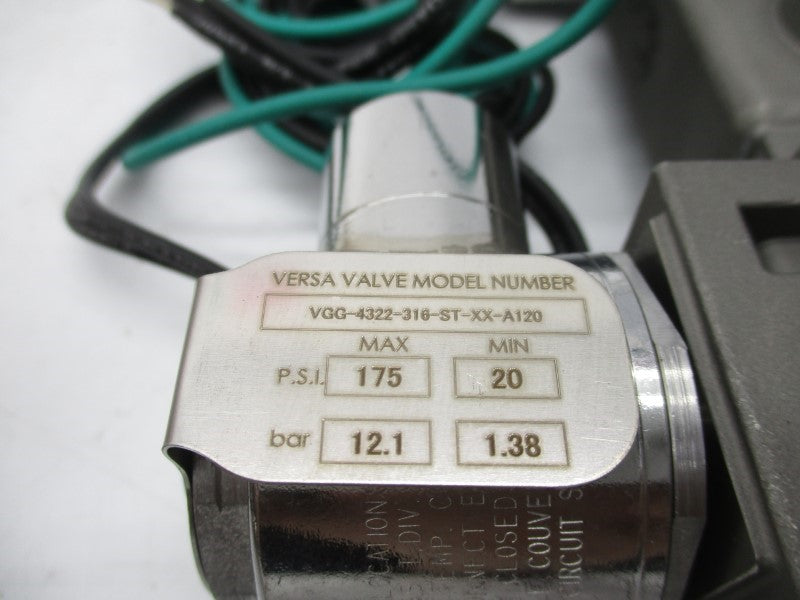 VERSA VALVE MODEL NUMBER
VGG-4322-316-ST-XX-A120
MAX MIN
P.S.I. 175 20
bar 12.1 1.38
DIV
CLOSED
COUVE
S